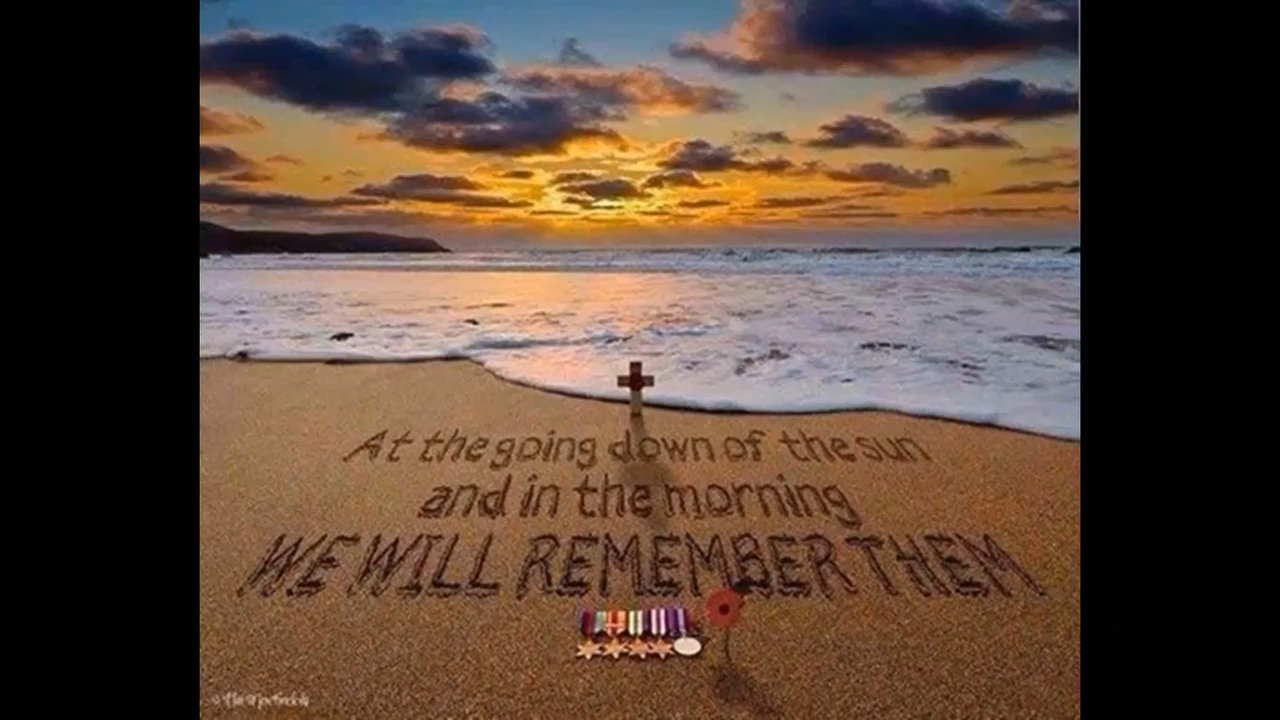 At the going down of the sun
and in the morning
WE WILL REMEMBER THEM